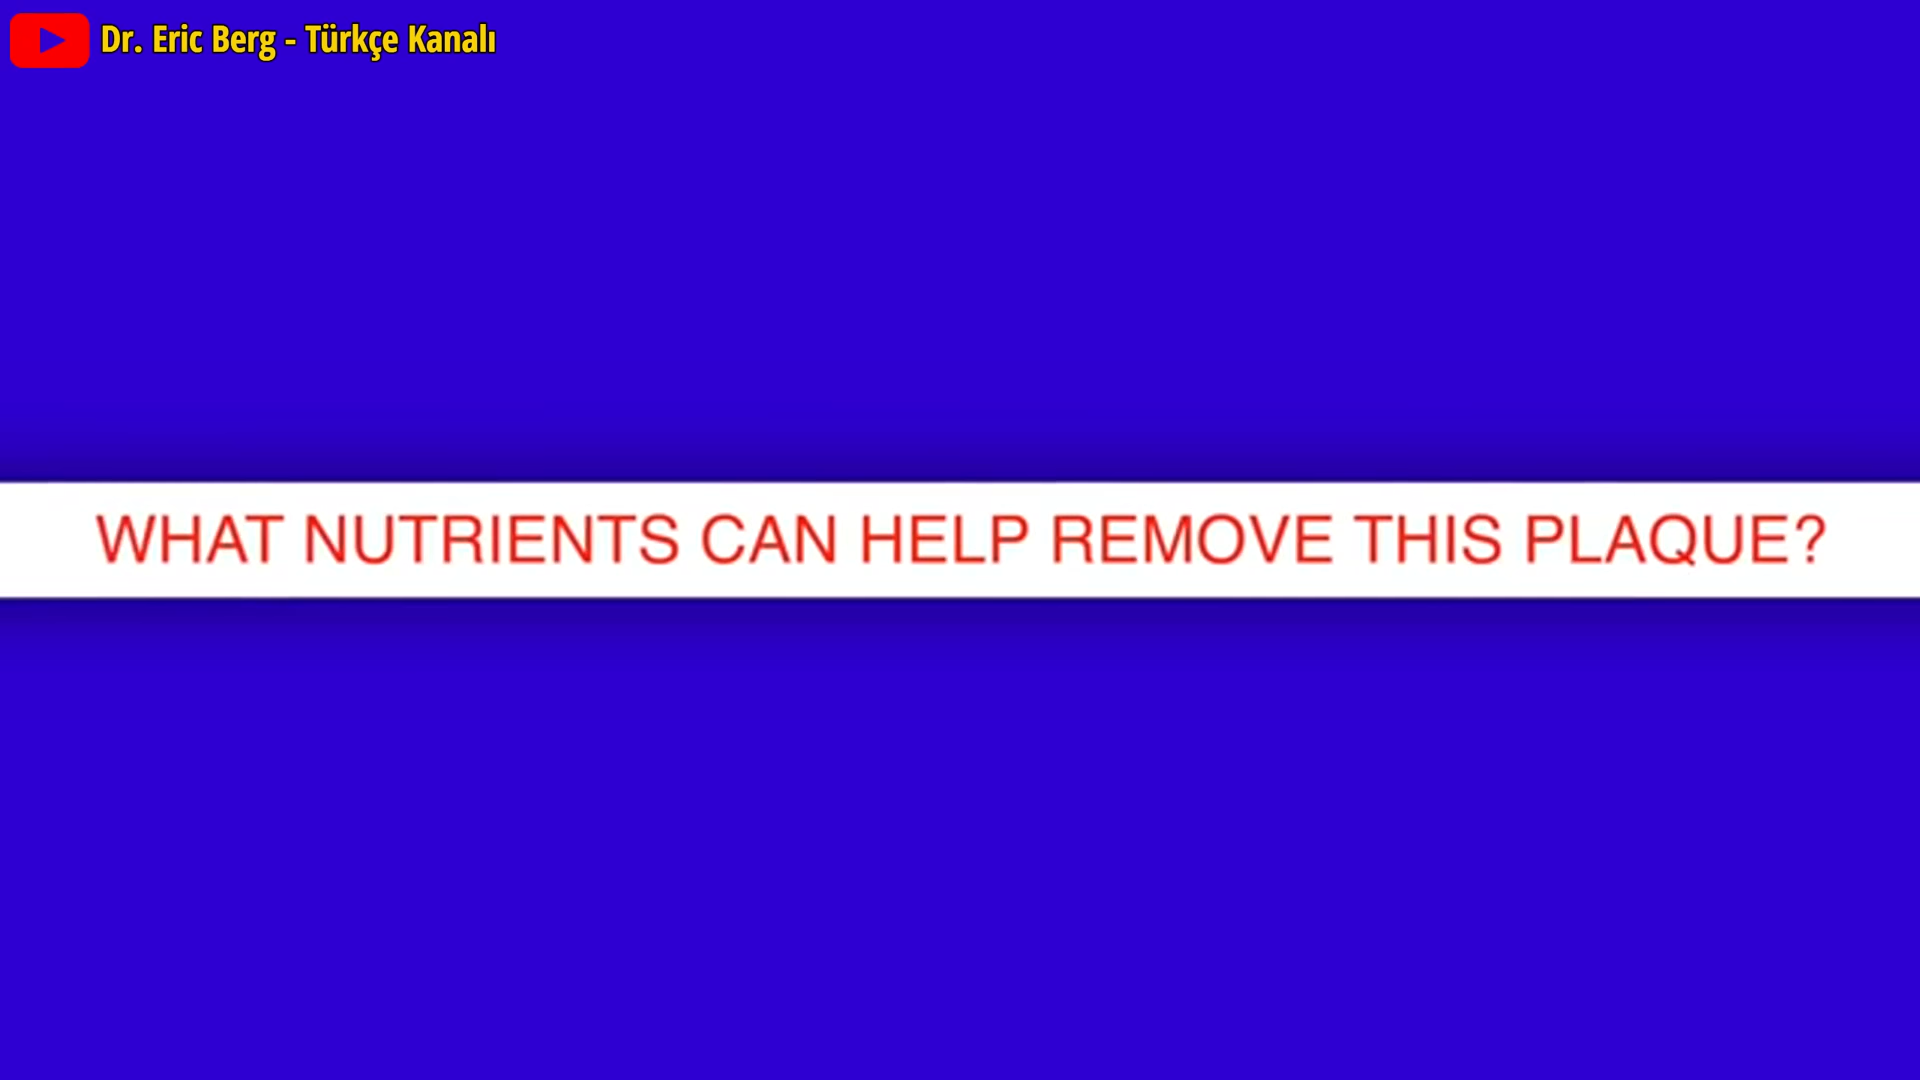 Dr. Eric Berg - Türkçe Kanalı
WHAT NUTRIENTS CAN HELP REMOVE THIS PLAQUE?